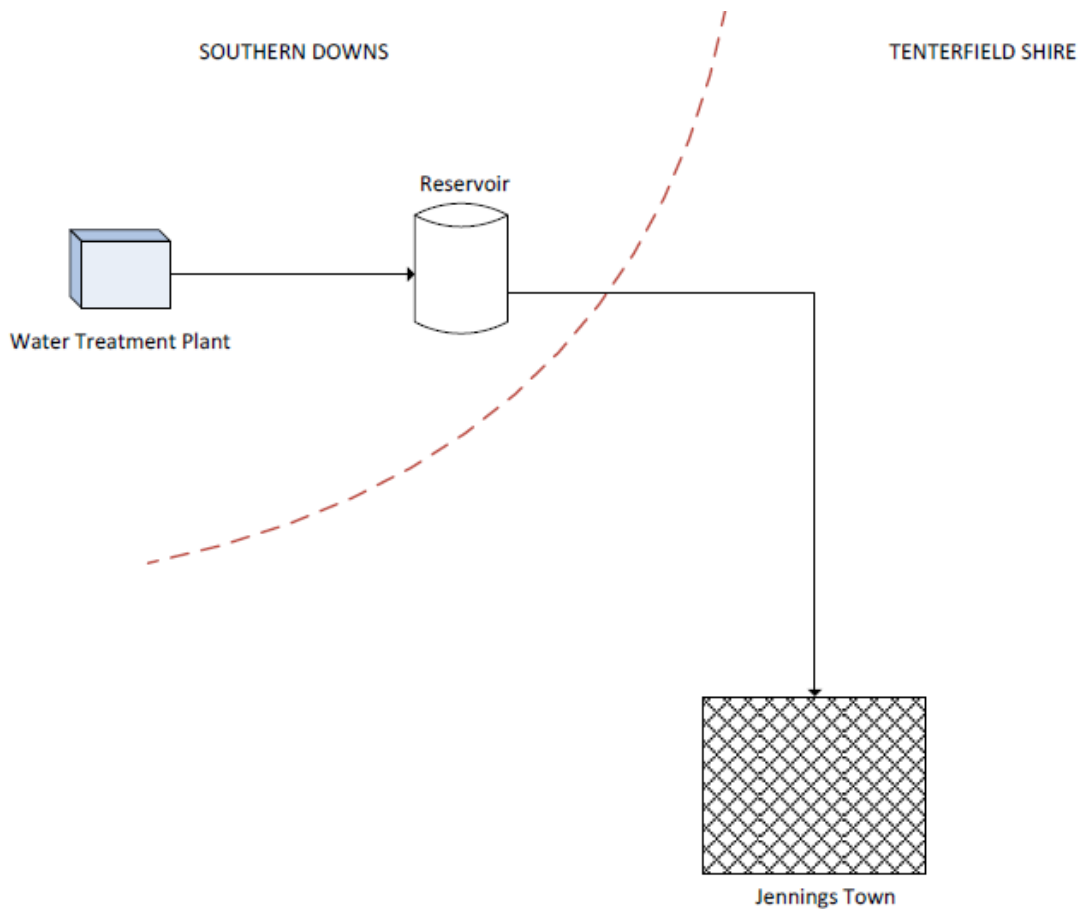 SOUTHERN DOWNS
TENTERFIELD SHIRE
Reservoir
Water Treatment Plant
Jennings Town